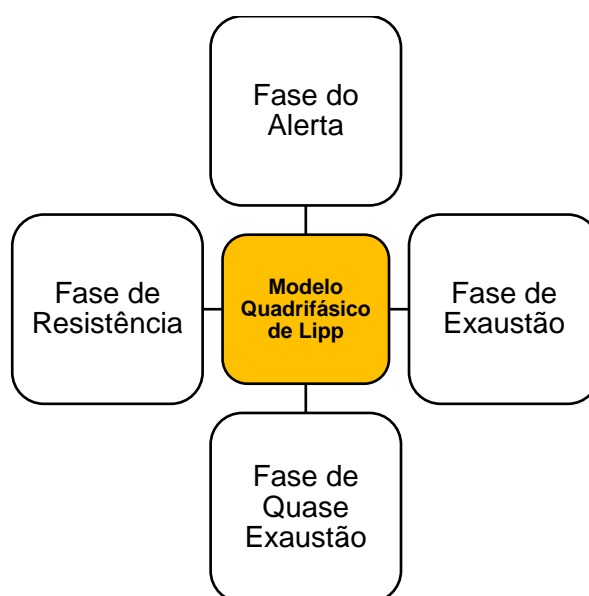 Fase do
Alerta
Fase de
Resistência
Modelo
Quadrifásico
de Lipp
Fase de
Exaustão
Fase de
Quase
Exaustão